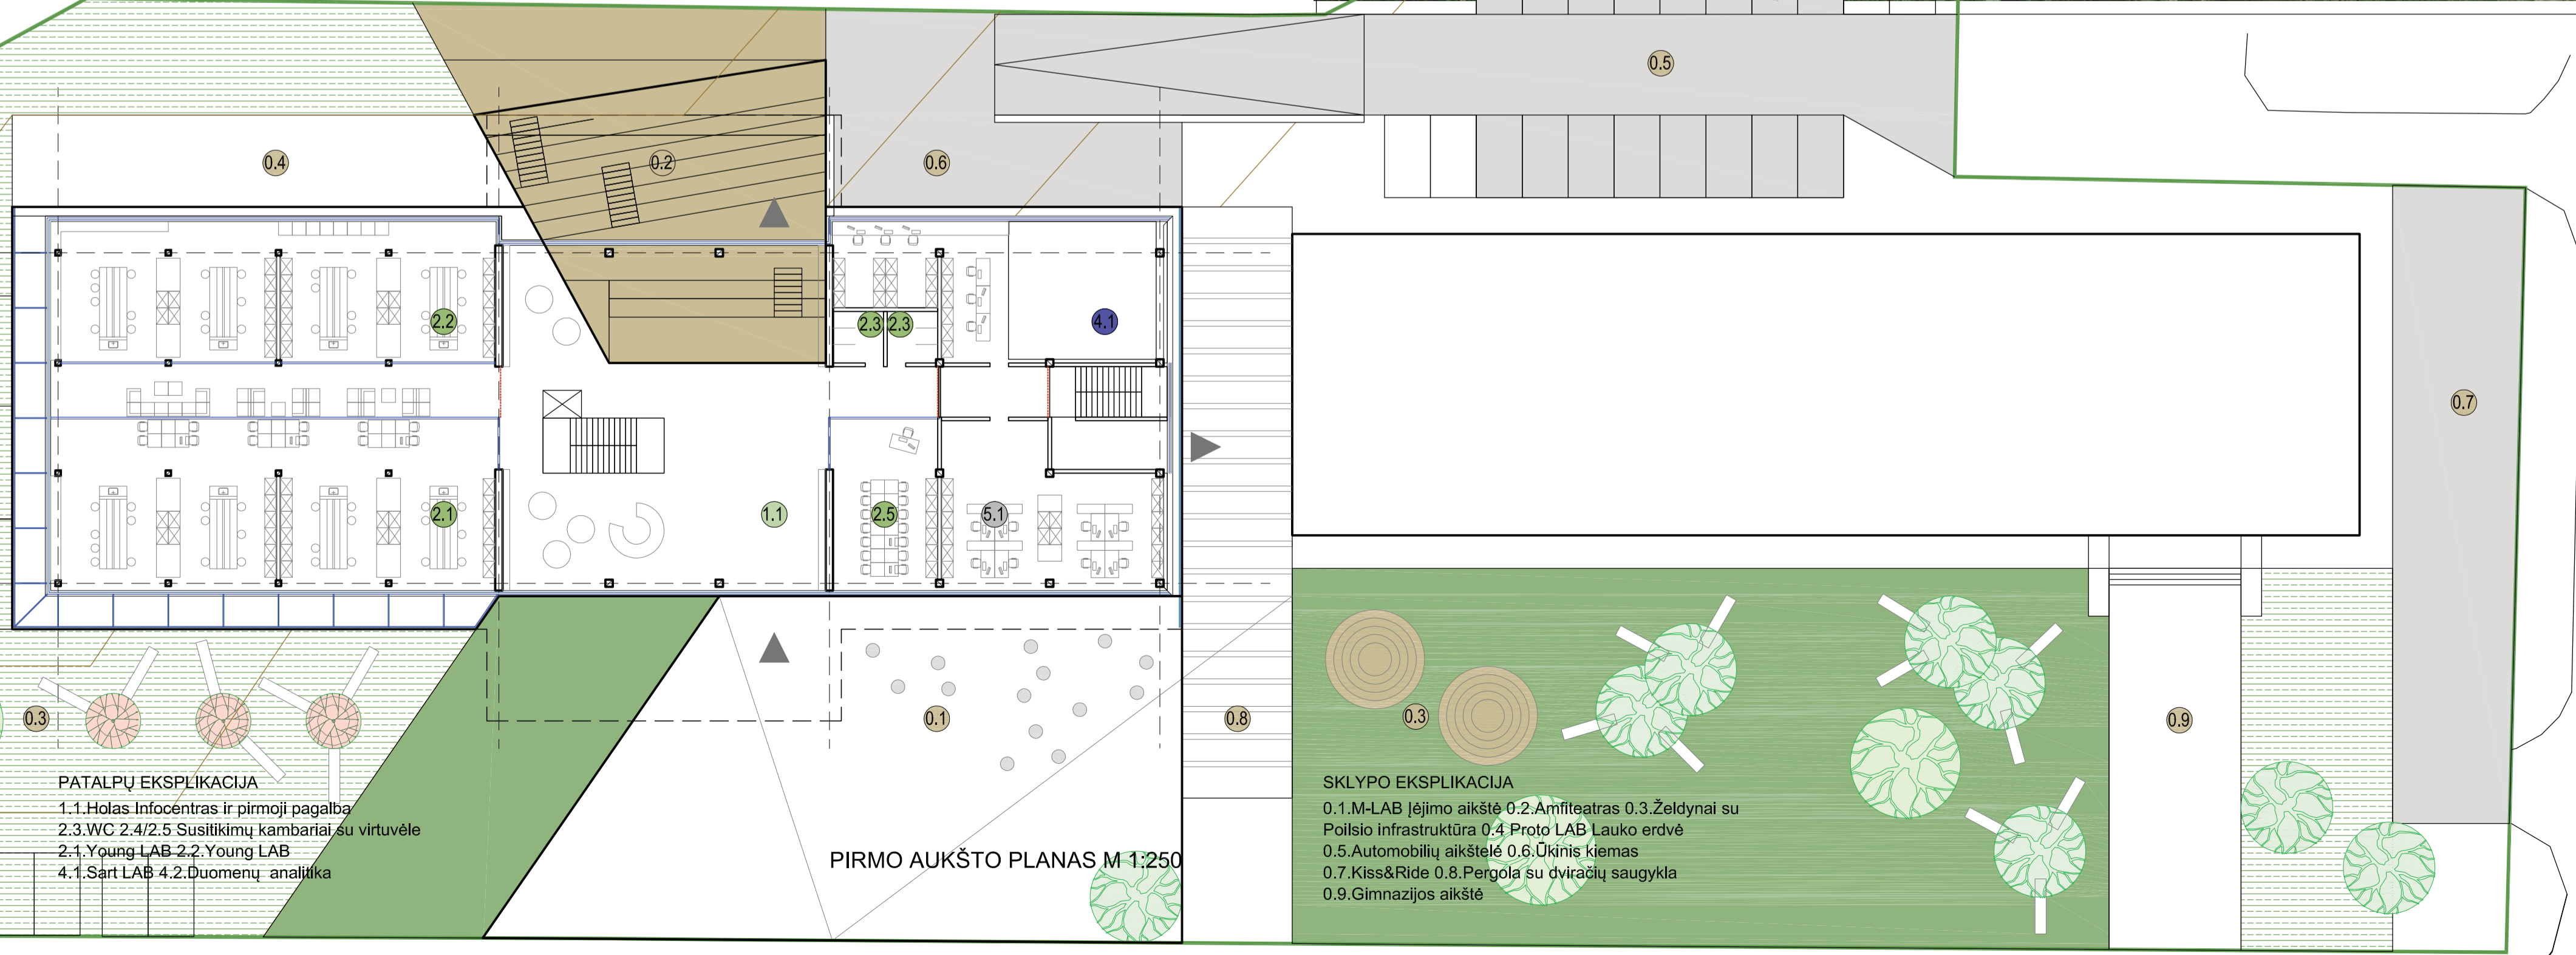 0.5
0.4
0.2
0.6
2.2
2.3
2.3
4.1
0.7
2.1
1.1
2.5
5.1
0.3
0.1
0.8
0.3
0.9
PATALPŲ EKSPLIKACIJA
1.1.Holas Infocentras ir pirmoji pagalba
2.3.WC 2.4/2.5 Susitikimų kambariai su virtuvėle
2.1.Young LAB 2.2.Young LAB
4.1.Sart LAB 4.2.Duomenų analitika
PIRMO AUKŠTO PLANAS M 1:250
SKLYPO EKSPLIKACIJA
0.1.M-LAB Įėjimo aikštė 0.2.Amfiteatras 0.3.Želdynai su
Poilsio infrastruktūra 0.4 Proto LAB Lauko erdvė
0.5.Automobilių aikštelė 0.6.Ūkinis kiemas
0.7.Kiss&Ride 0.8.Pergola su dviračių saugykla
0.9.Gimnazijos aikštė